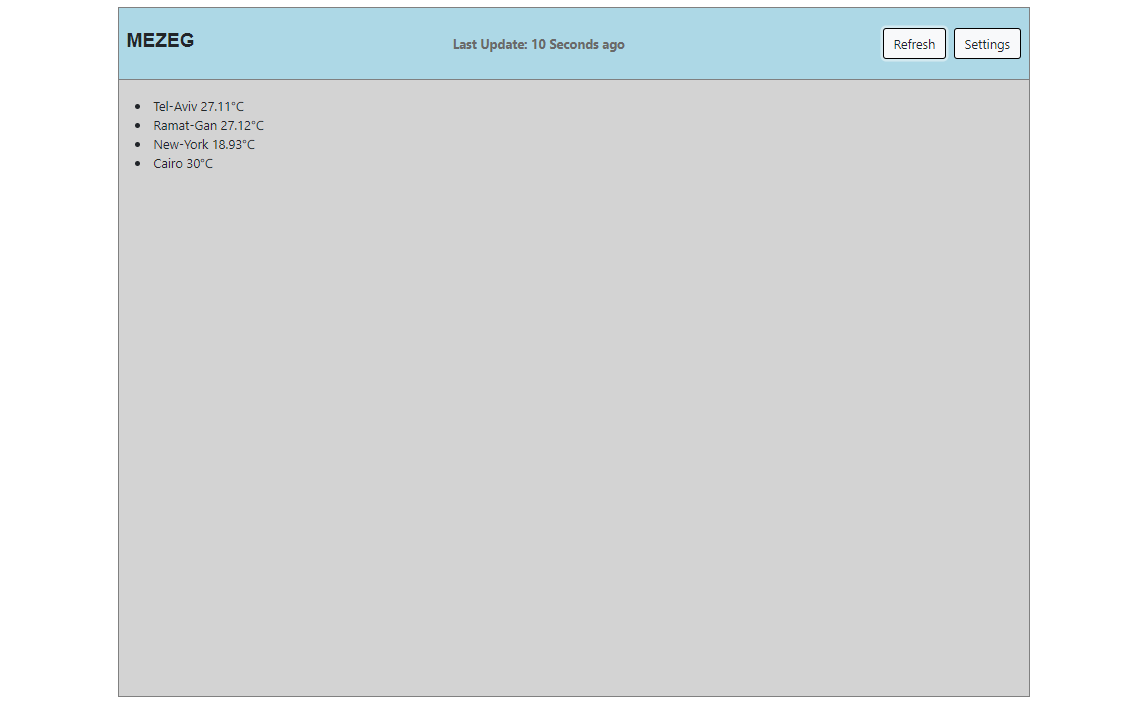 MEZEG
Last Update: 10 Seconds ago
Refresh
Settings
Tel-Aviv 27.11°C
Ramat-Gan 27.12°C
New-York 18.93°C
Cairo 30°C